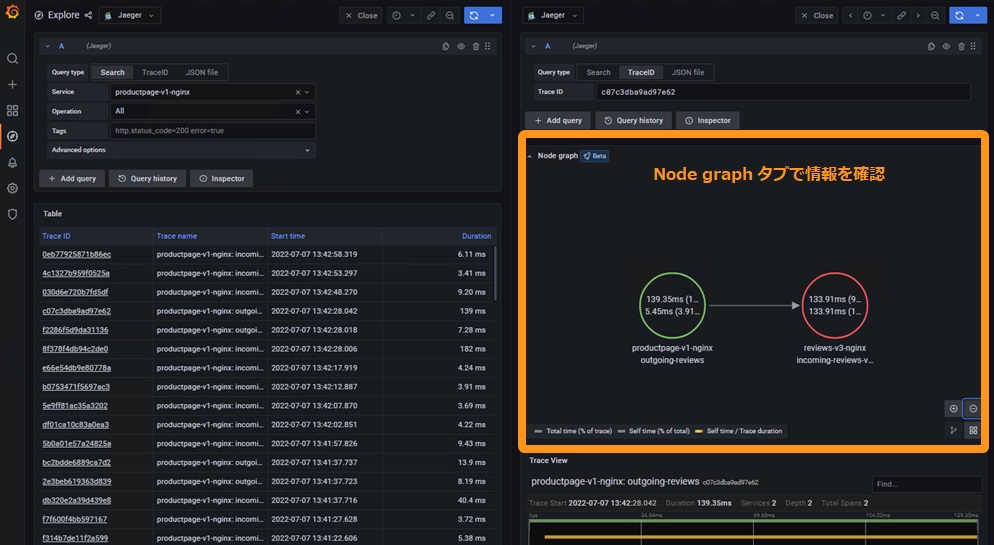 Explore
Jaeger
Close
A (Jaeger)
Query type Search TraceID JSON file
Service productpage-v1-nginx
Operation All
Tags http.status_code=200 error=true
Advanced options
+ Add query Query history Inspector
Table
Trace ID Trace name Start time Duration
0eb77925871b86ec productpage-v1-nginx: incomi... 2022-07-07 13:42:58.319 6.11 ms
4c1327b959f0525a productpage-v1-nginx: incomi... 2022-07-07 13:42:53.297 3.41 ms
030d6e720b7fd5df productpage-v1-nginx: incomi... 2022-07-07 13:42:48.270 9.20 ms
c07c3dba9ad97e62 productpage-v1-nginx: outgoi... 2022-07-07 13:42:28.042 139 ms
f2286f5d9da31136 productpage-v1-nginx: outgoi... 2022-07-07 13:42:28.018 7.28 ms
8f378f4db94c2de0 productpage-v1-nginx: incomi... 2022-07-07 13:42:28.006 182 ms
e66e54db9e80778a productpage-v1-nginx: incomi... 2022-07-07 13:42:17.919 4.24 ms
b0753471f5697ac3 productpage-v1-nginx: incomi... 2022-07-07 13:42:12.887 3.91 ms
5e9ff81ac35a3202 productpage-v1-nginx: incomi... 2022-07-07 13:42:07.870 3.69 ms
df01ca10c83a0ea3 productpage-v1-nginx: incomi... 2022-07-07 13:42:02.851 4.22 ms
5b0a01e57a24825a productpage-v1-nginx: incomi... 2022-07-07 13:41:57.826 9.43 ms
bc2bdde6889ca7d2 productpage-v1-nginx: outgoi... 2022-07-07 13:41:37.737 13.9 ms
2e3beb619363d839 productpage-v1-nginx: outgoi... 2022-07-07 13:41:37.723 8.19 ms
db320e2a39d439e8 productpage-v1-nginx: incomi... 2022-07-07 13:41:37.716 40.4 ms
f7f600f4bb597167 productpage-v1-nginx: incomi... 2022-07-07 13:41:27.628 3.72 ms
f314b7de11f2a599 productpage-v1-nginx: incomi... 2022-07-07 13:41:22.606 5.38 ms
Jaeger
Close
A (Jaeger)
Query type Search TraceID JSON file
Trace ID c07c3dba9ad97e62
+ Add query Query history Inspector
Node graph Beta
Node graph タブで情報を確認
139.35ms (1...
5.45ms (3.91...
productpage-v1-nginx
outgoing-reviews
133.91ms (9...
133.91ms (1...
reviews-v3-nginx
incoming-reviews-v...
Total time (% of trace) Self time (% of total) Self time / Trace duration
Trace View
productpage-v1-nginx: outgoing-reviews c07c3dba9ad97e62
Find...
Trace Start 2022-07-07 13:42:28.042 Duration 139.35ms Services 2 Depth 2 Total Spans 2
0μs 34.84ms 69.68ms 104.52ms 139.35ms